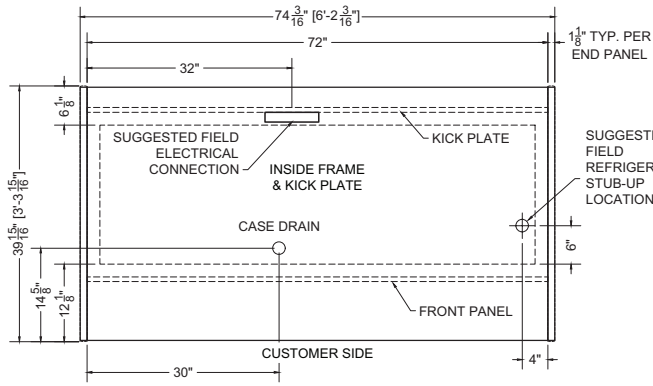 74 3/16 [6'-2 3/16"]
72"
1 1/8" TYP. PER
END PANEL
32"
6 1/8"
SUGGESTED FIELD
ELECTRICAL
CONNECTION
KICK PLATE
INSIDE FRAME
& KICK PLATE
SUGGESTE
FIELD
REFRIGER
STUB-UP
LOCATION
39 15/16 [3'-3 15/16"]
CASE DRAIN
6"
14 5/8"
12 1/8"
FRONT PANEL
CUSTOMER SIDE
30"
4"